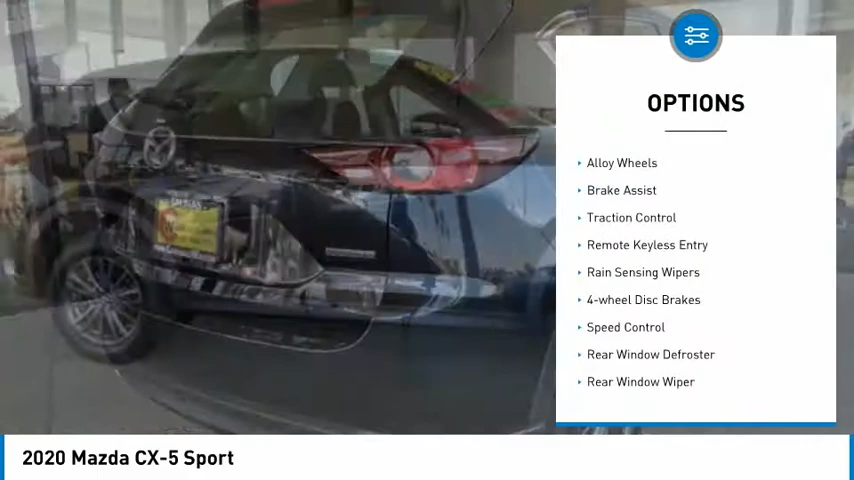 OPTIONS
Alloy Wheels
Brake Assist
Traction Control
Remote Keyless Entry
Rain Sensing Wipers
4-wheel Disc Brakes
Speed Control
Rear Window Defroster
Rear Window Wiper
2020 Mazda CX-5 Sport